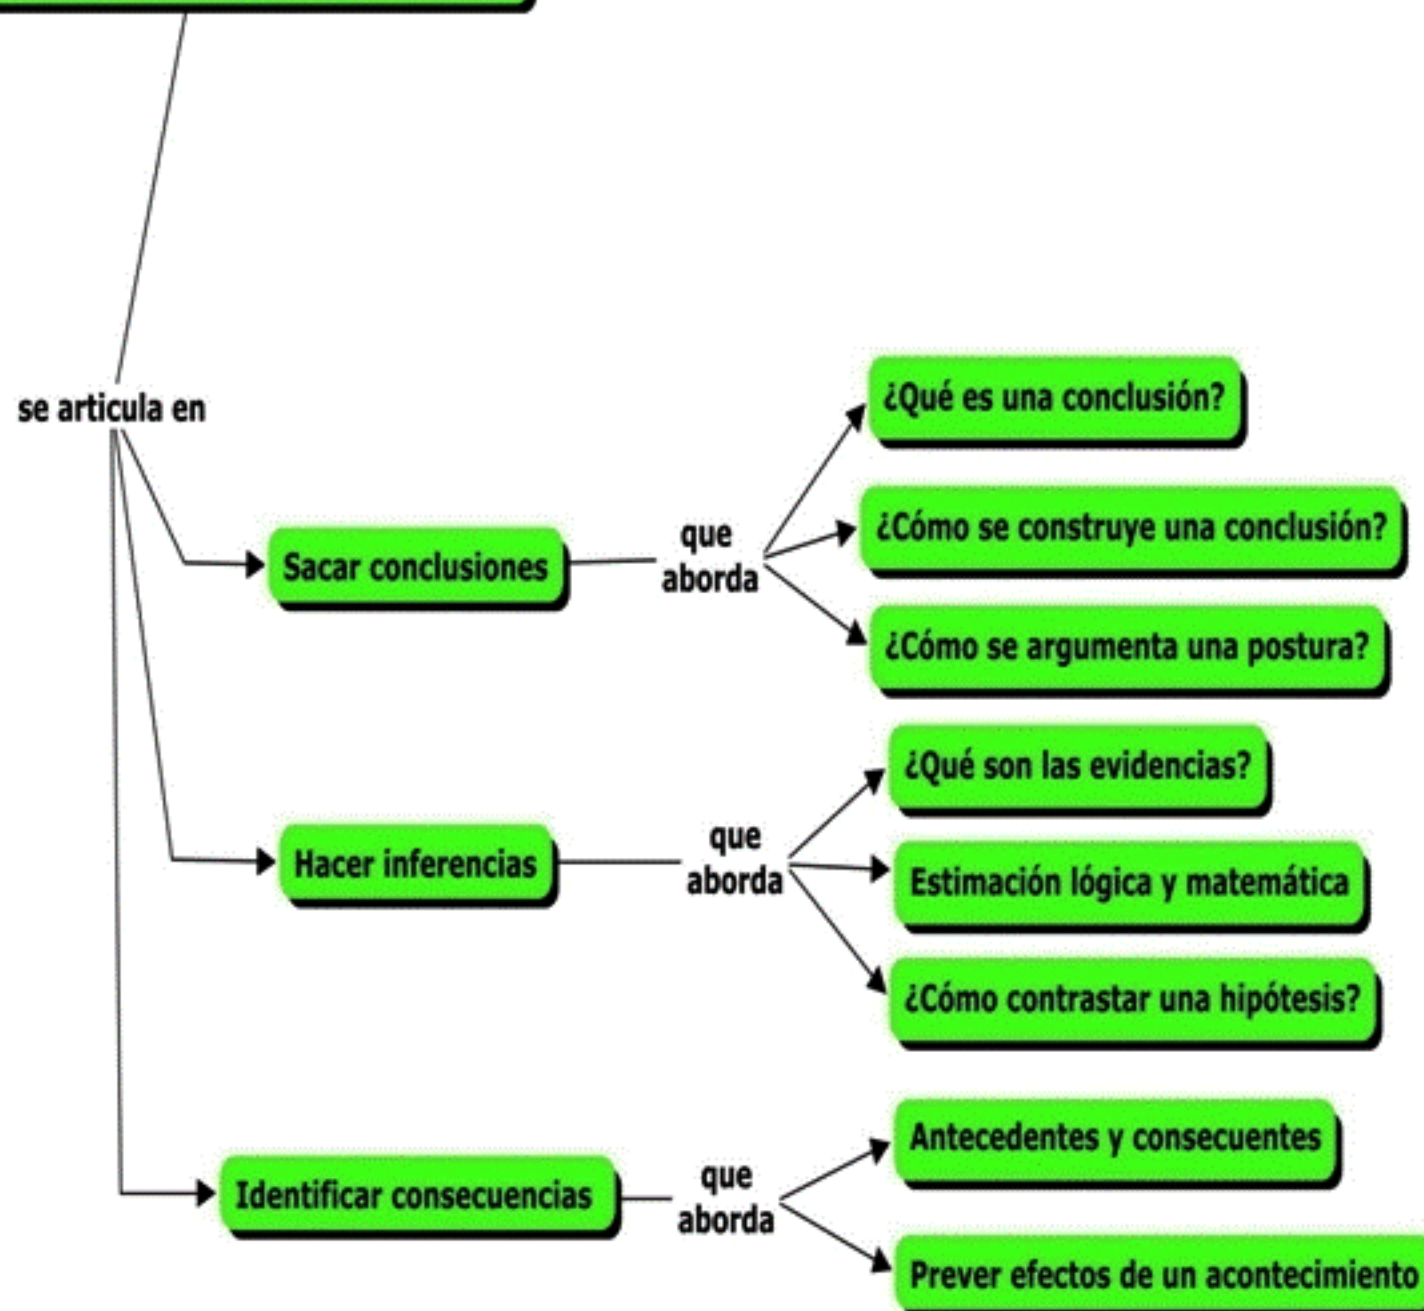 se articula en
Sacar conclusiones
que
aborda
¿Qué es una conclusión?
¿Cómo se construye una conclusión?
¿Cómo se argumenta una postura?
Hacer inferencias
que
aborda
¿Qué son las evidencias?
Estimación lógica y matemática
¿Cómo contrastar una hipótesis?
Identificar consecuencias
que
aborda
Antecedentes y consecuentes
Prever efectos de un acontecimiento